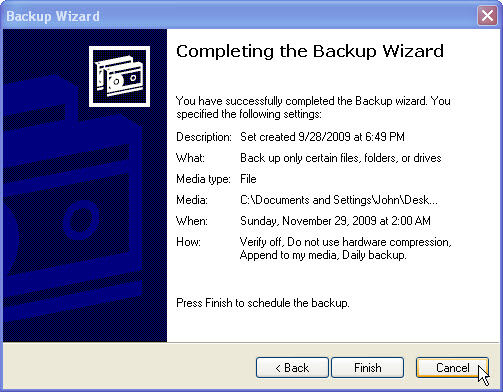 Backup Wizard
Completing the Backup Wizard
You have successfully completed the Backup wizard. You
specified the following settings:
Description: Set created 9/28/2009 at 6:49 PM
What: Back up only certain files, folders, or drives
Media type: File
Media: C:\Documents and Settings\John\Desk...
When: Sunday, November 29, 2009 at 2:00 AM
How: Verify off, Do not use hardware compression,
Append to my media, Daily backup.
Press Finish to schedule the backup.
< Back Finish Cancel